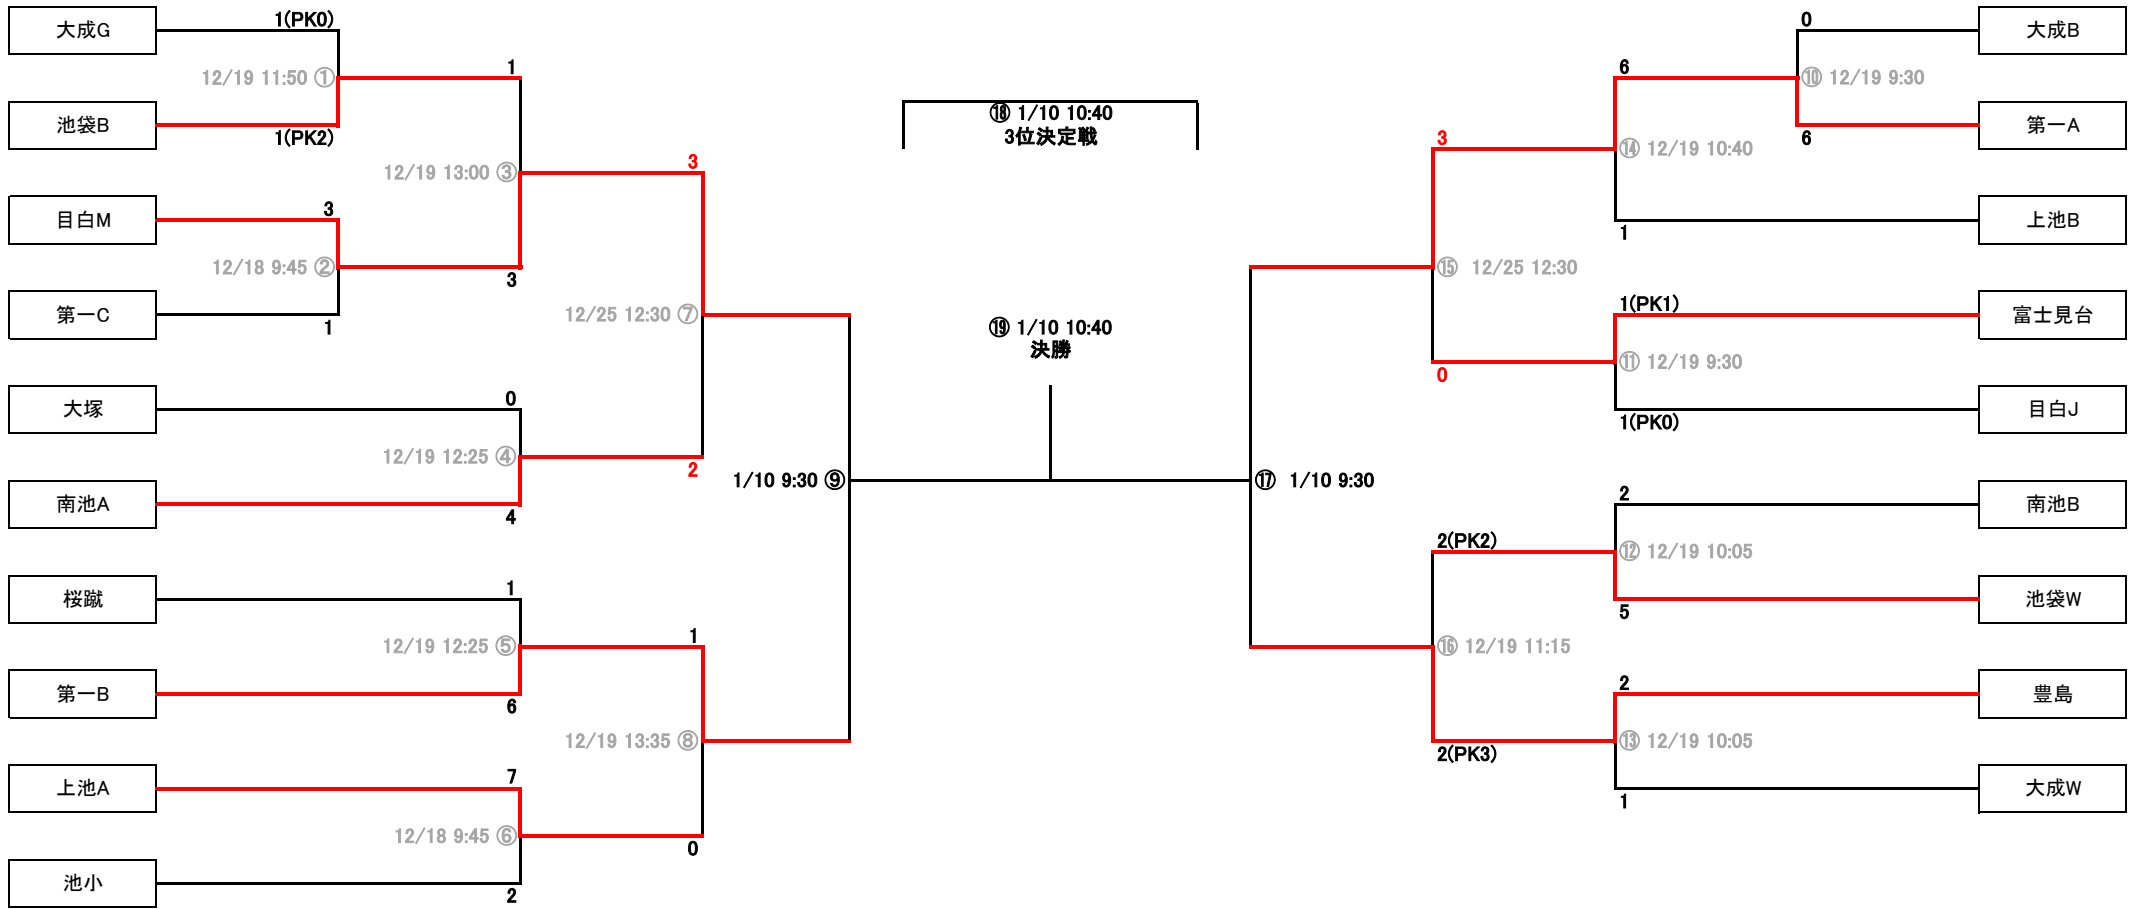 大成G
1(PK0)
12/19 11:50 ①
池袋B
1(PK2)
1
12/19 13:00 ③
目白M
3
12/18 9:45 ②
3
第一C
1
3
12/25 12:30 ⑦
大塚
0
12/19 12:25 ④
2
南池A
4
1/10 9:30 ⑨
桜蹴
1
12/19 12:25 ⑤
1
第一B
6
12/19 13:35 ⑧
上池A
7
12/18 9:45 ⑥
0
池小
2
⑱ 1/10 10:40
3位決定戦
⑲ 1/10 10:40
決勝
0
大成B
6
⑩ 12/19 9:30
第一A
6
3
⑭ 12/19 10:40
上池B
1
⑮ 12/25 12:30
1(PK1)
富士見台
⑪ 12/19 9:30
0
目白J
1(PK0)
⑰ 1/10 9:30
2
南池B
2(PK2)
⑫ 12/19 10:05
池袋W
5
⑯ 12/19 11:15
2
豊島
⑬ 12/19 10:05
2(PK3)
大成W
1